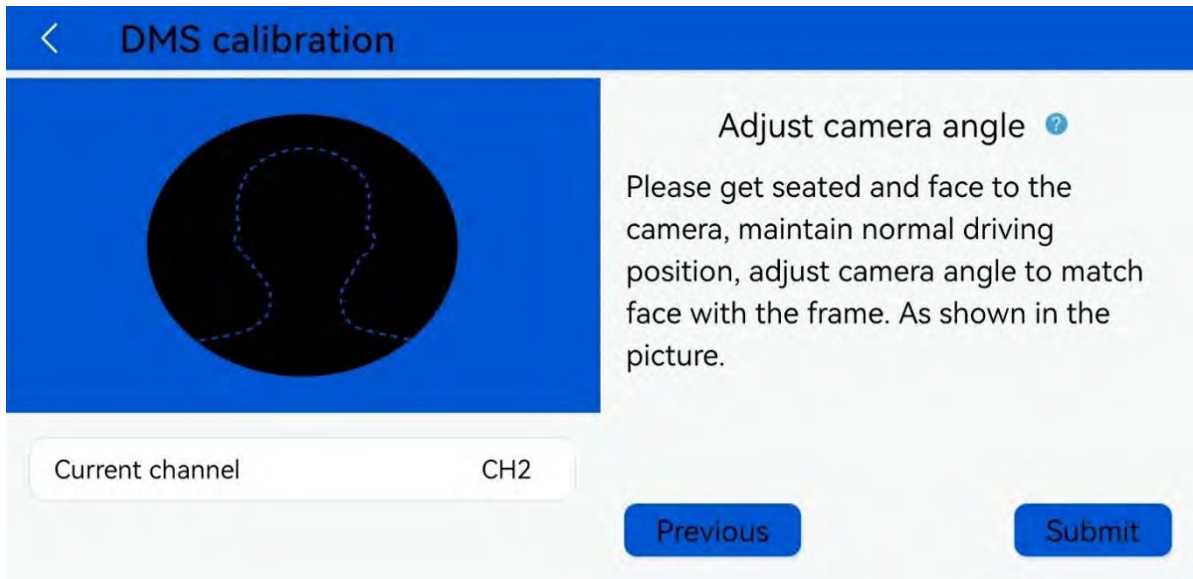 DMS calibration
Adjust camera angle ?
Please get seated and face to the
camera, maintain normal driving
position, adjust camera angle to match
face with the frame. As shown in the
picture.
Current channel CH2
Previous Submit